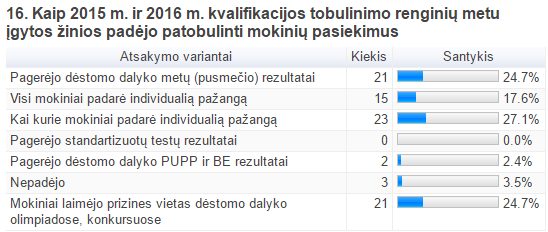 16. Kaip 2015 m. ir 2016 m. kvalifikacijos tobulinimo renginių metu
įgytos žinios padėjo patobulinti mokinių pasiekimus
Atsakymo variantai Kiekis Santykis
Pagerėjo dėstomo dalyko metų (pusmečio) rezultatai 21 24.7%
Visi mokiniai padarė individualią pažangą 15 17.6%
Kai kurie mokiniai padarė individualią pažangą 23 27.1%
Pagerėjo standartizuotų testų rezultatai 0 0.0%
Pagerėjo dėstomo dalyko PUPP ir BE rezultatai 2 2.4%
Nepadėjo 3 3.5%
Mokiniai laimėjo prizines vietas dėstomo dalyko 21 24.7%
olimpiadose, konkursuose